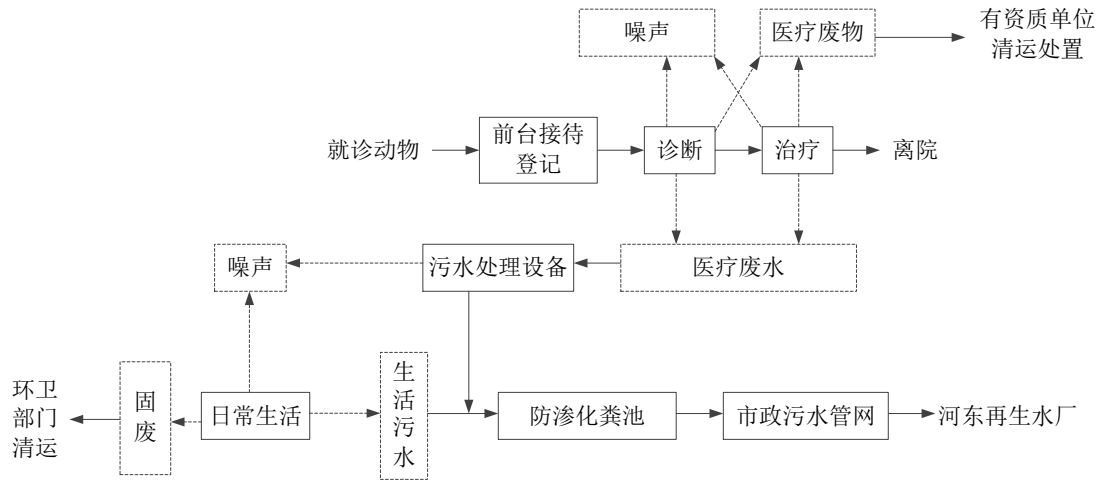 噪声
医疗废物
有资质单位
清运处置
就诊动物
前台接待
登记
诊断
治疗
离院
噪声
污水处理设备
医疗废水
环卫
部门
清运
固
废
日常生活
生
活
污
水
防渗化粪池
市政污水管网
河东再生水厂